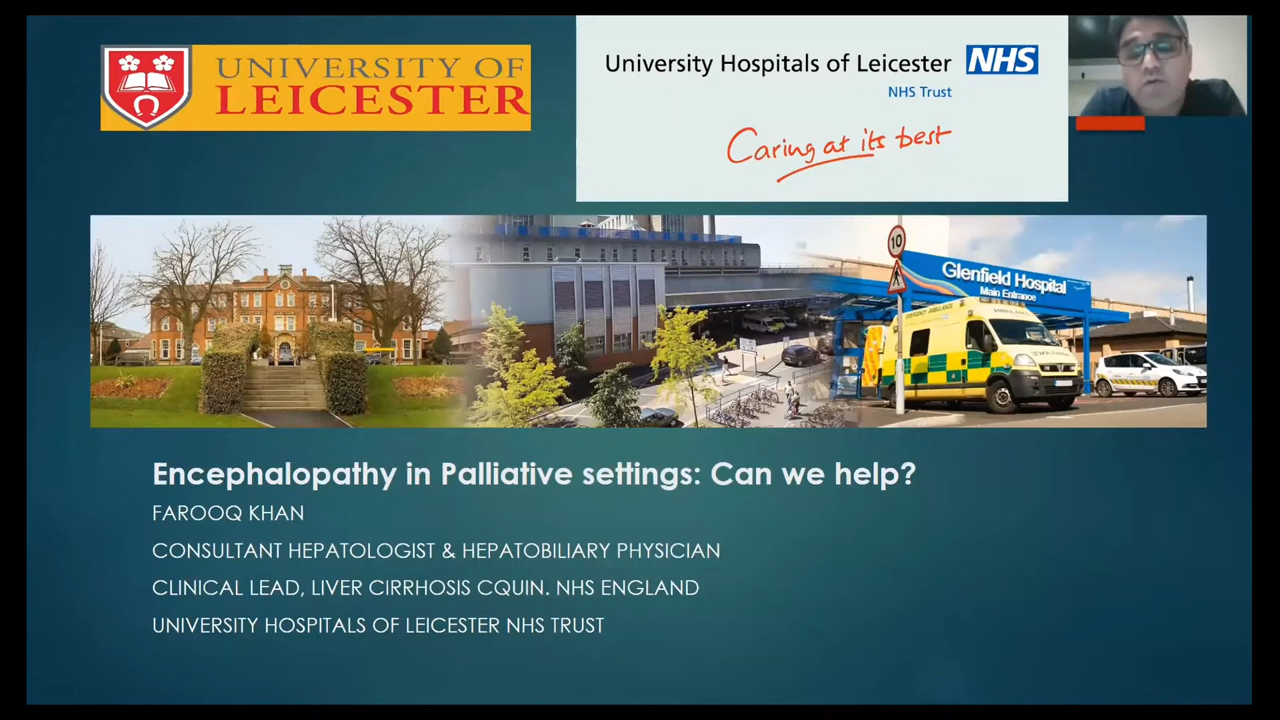 UNIVERSITY OF
LEICESTER
University Hospitals of Leicester NHS
NHS Trust
Caring at its best
10
Glenfield Hospital
Main Entrance
Encephalopathy in Palliative settings: Can we help?
FAROOQ KHAN
CONSULTANT HEPATOLOGIST & HEPATOBILIARY PHYSICIAN
CLINICAL LEAD, LIVER CIRRHOSIS CQUIN. NHS ENGLAND
UNIVERSITY HOSPITALS OF LEICESTER NHS TRUST